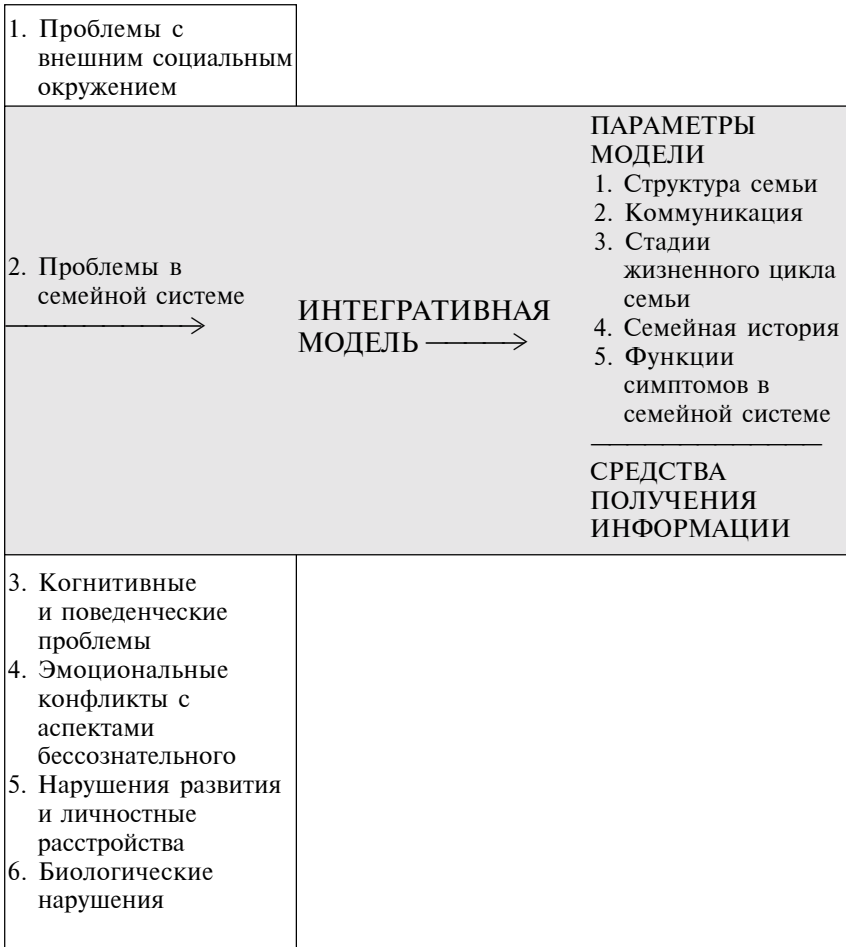 1. Проблемы с
внешним социальным
окружением
2. Проблемы в
семейной системе
ИНТЕГРАТИВНАЯ
МОДЕЛЬ
ПАРАМЕТРЫ
МОДЕЛИ
1. Структура семьи
2. Коммуникация
3. Стадии
жизненного цикла
семьи
4. Семейная история
5. Функции
симптомов в
семейной системе
СРЕДСТВА
ПОЛУЧЕНИЯ
ИНФОРМАЦИИ
3. Когнитивные
и поведенческие
проблемы
4. Эмоциональные
конфликты с
аспектами
бессознательного
5. Нарушения развития
и личностные
расстройства
6. Биологические
нарушения